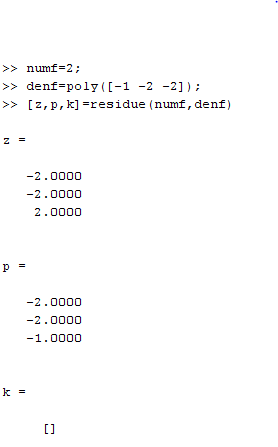 >> numf=2;
>> denf=poly([-1 -2 -2]);
>> [z,p,k]=residue(numf,denf)
z =
-2.0000
-2.0000
2.0000
p =
-2.0000
-2.0000
-1.0000
k =
[]